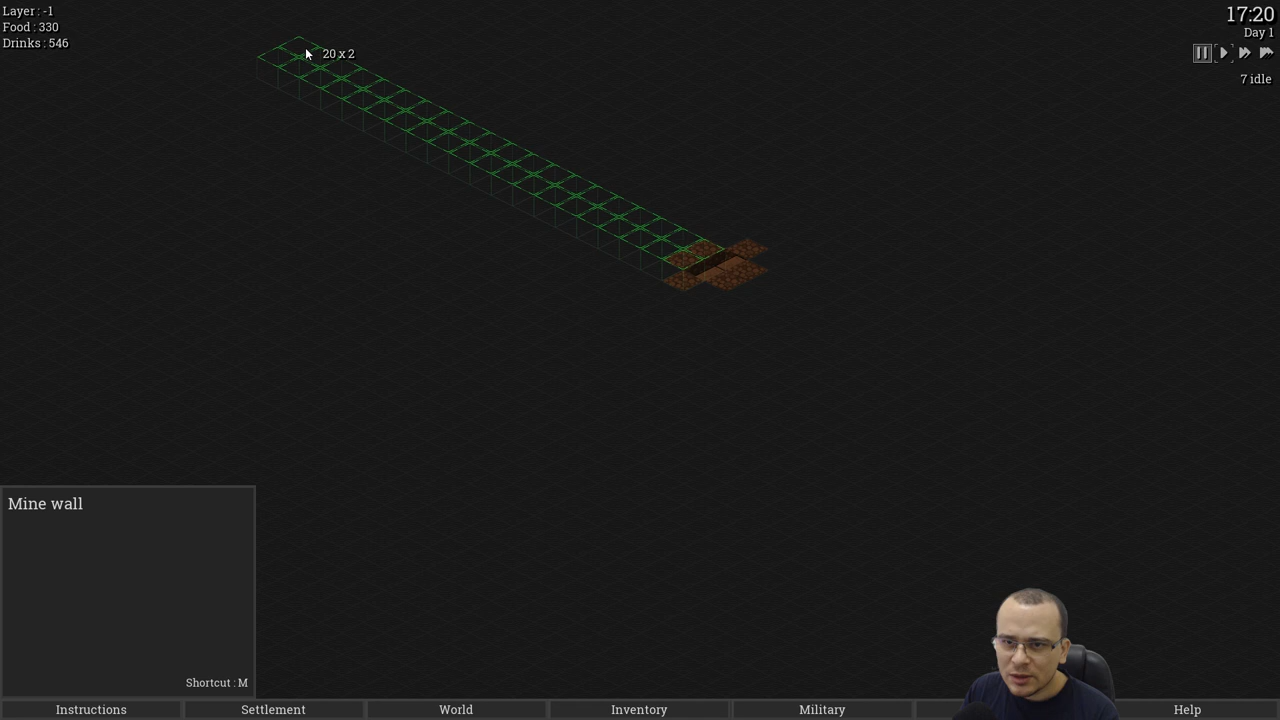 Layer : -1
Food : 330
Drinks : 546
20 x 2
17:20
Day 1
7 idle
Mine wall
Shortcut : M
Instructions
Settlement
World
Inventory
Military
Help